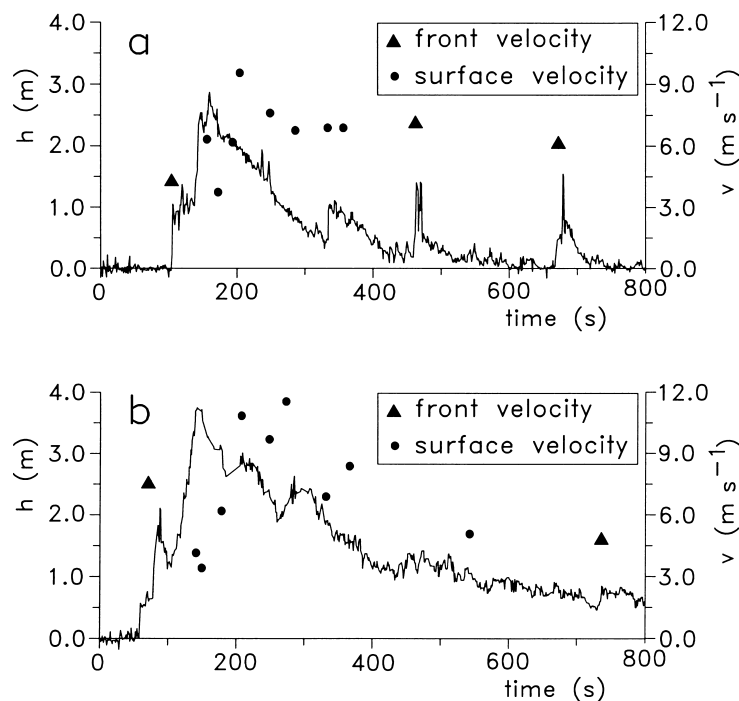 a
▲ front velocity
● surface velocity
h (m)
4.0
3.0
2.0
1.0
0.0
v (m s⁻¹)
12.0
9.0
6.0
3.0
0.0
0 200 400 600 800
time (s)
b
▲ front velocity
● surface velocity
h (m)
4.0
3.0
2.0
1.0
0.0
v (m s⁻¹)
12.0
9.0
6.0
3.0
0.0
0 200 400 600 800
time (s)